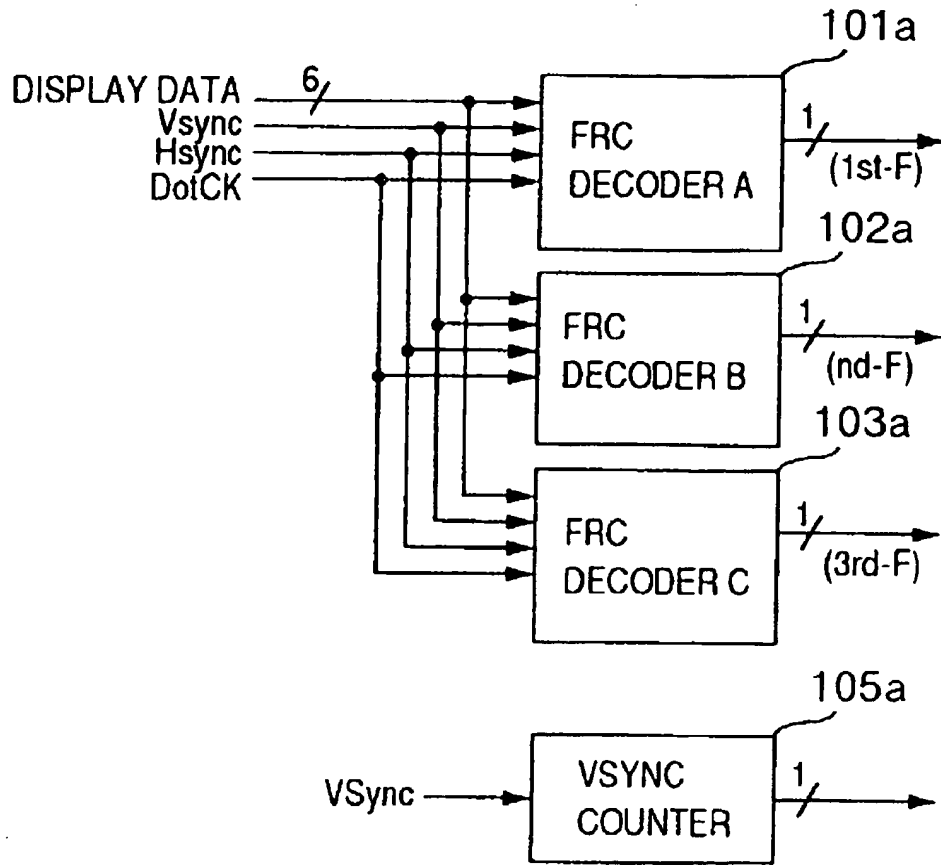 101a
DISPLAY DATA 6
Vsync
Hsync
DotCK
FRC
DECODER A
1
(1st-F)
102a
FRC
DECODER B
1
(nd-F)
103a
FRC
DECODER C
1
(3rd-F)
105a
VSync
VSYNC
COUNTER
1